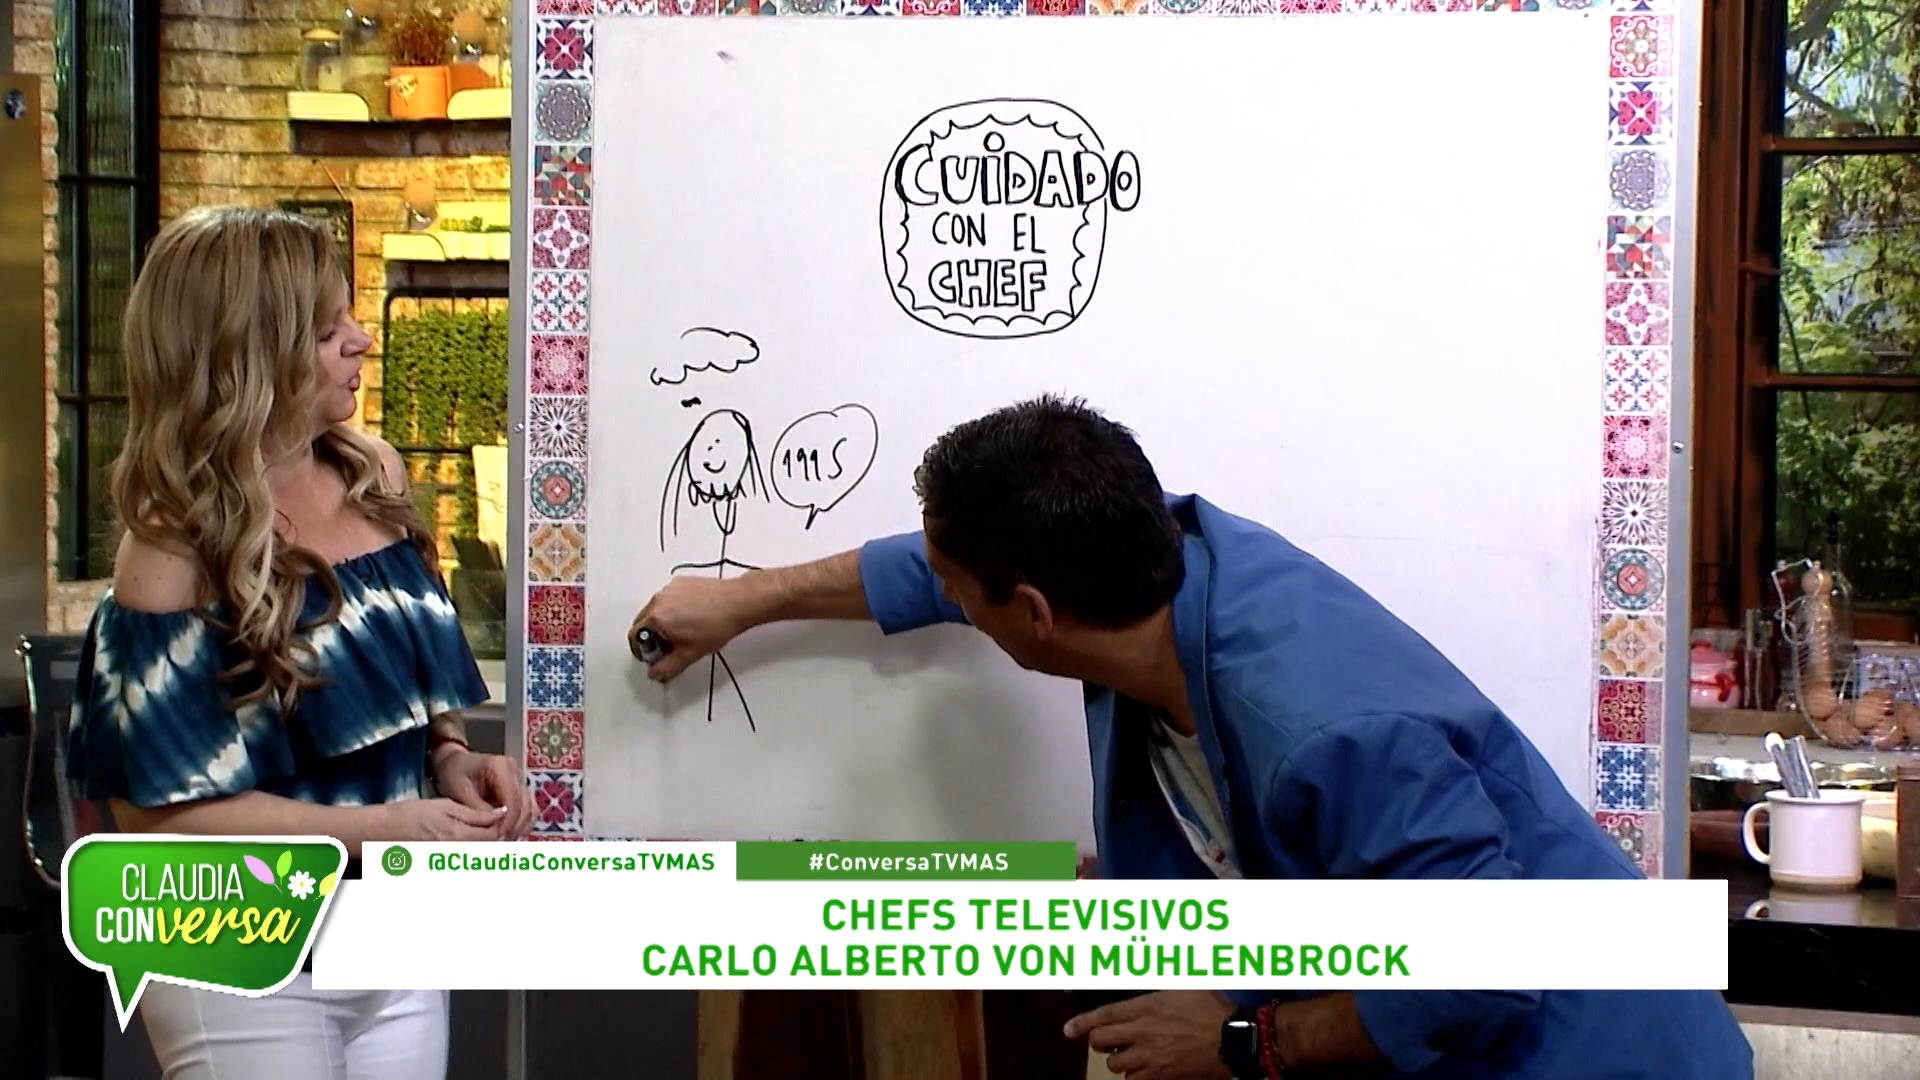 CUIDADO
CON EL
CHEF
1995
@ClaudiaConversaTVMAS
#ConversaTVMAS
CLAUDIA
CONversa
CHEFS TELEVISIVOS
CARLO ALBERTO VON MÜHLENBROCK